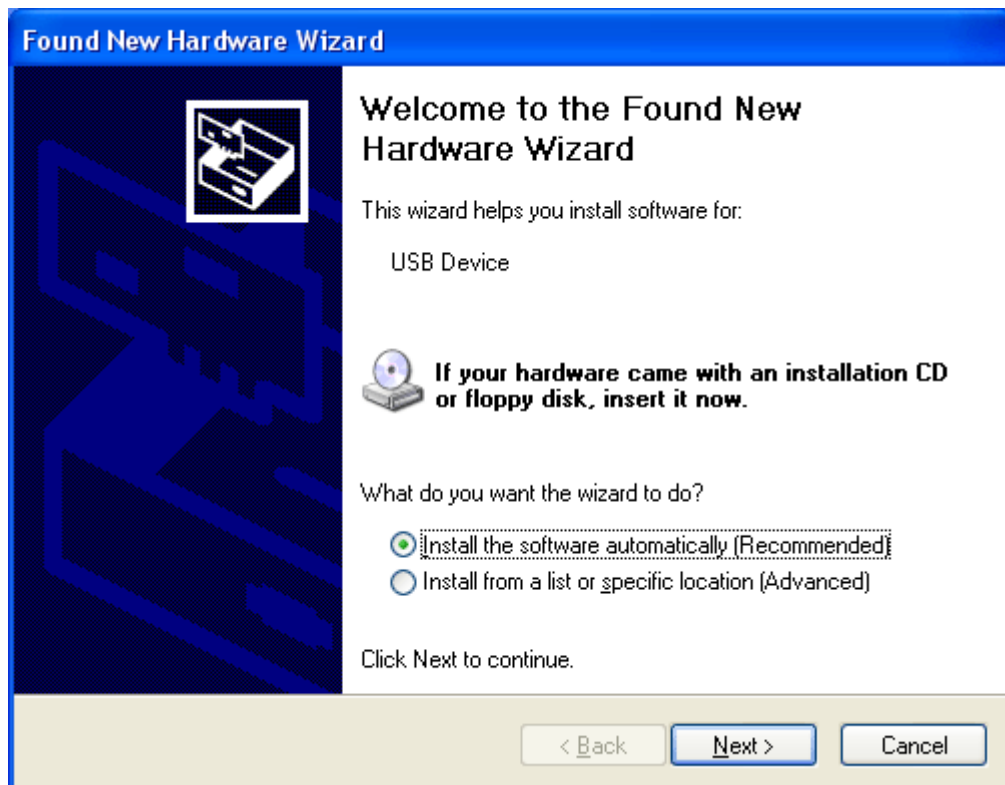 Found New Hardware Wizard
Welcome to the Found New
Hardware Wizard
This wizard helps you install software for:
USB Device
If your hardware came with an installation CD
or floppy disk, insert it now.
What do you want the wizard to do?
Install the software automatically (Recommended)
Install from a list or specific location (Advanced)
Click Next to continue.
< Back Next > Cancel